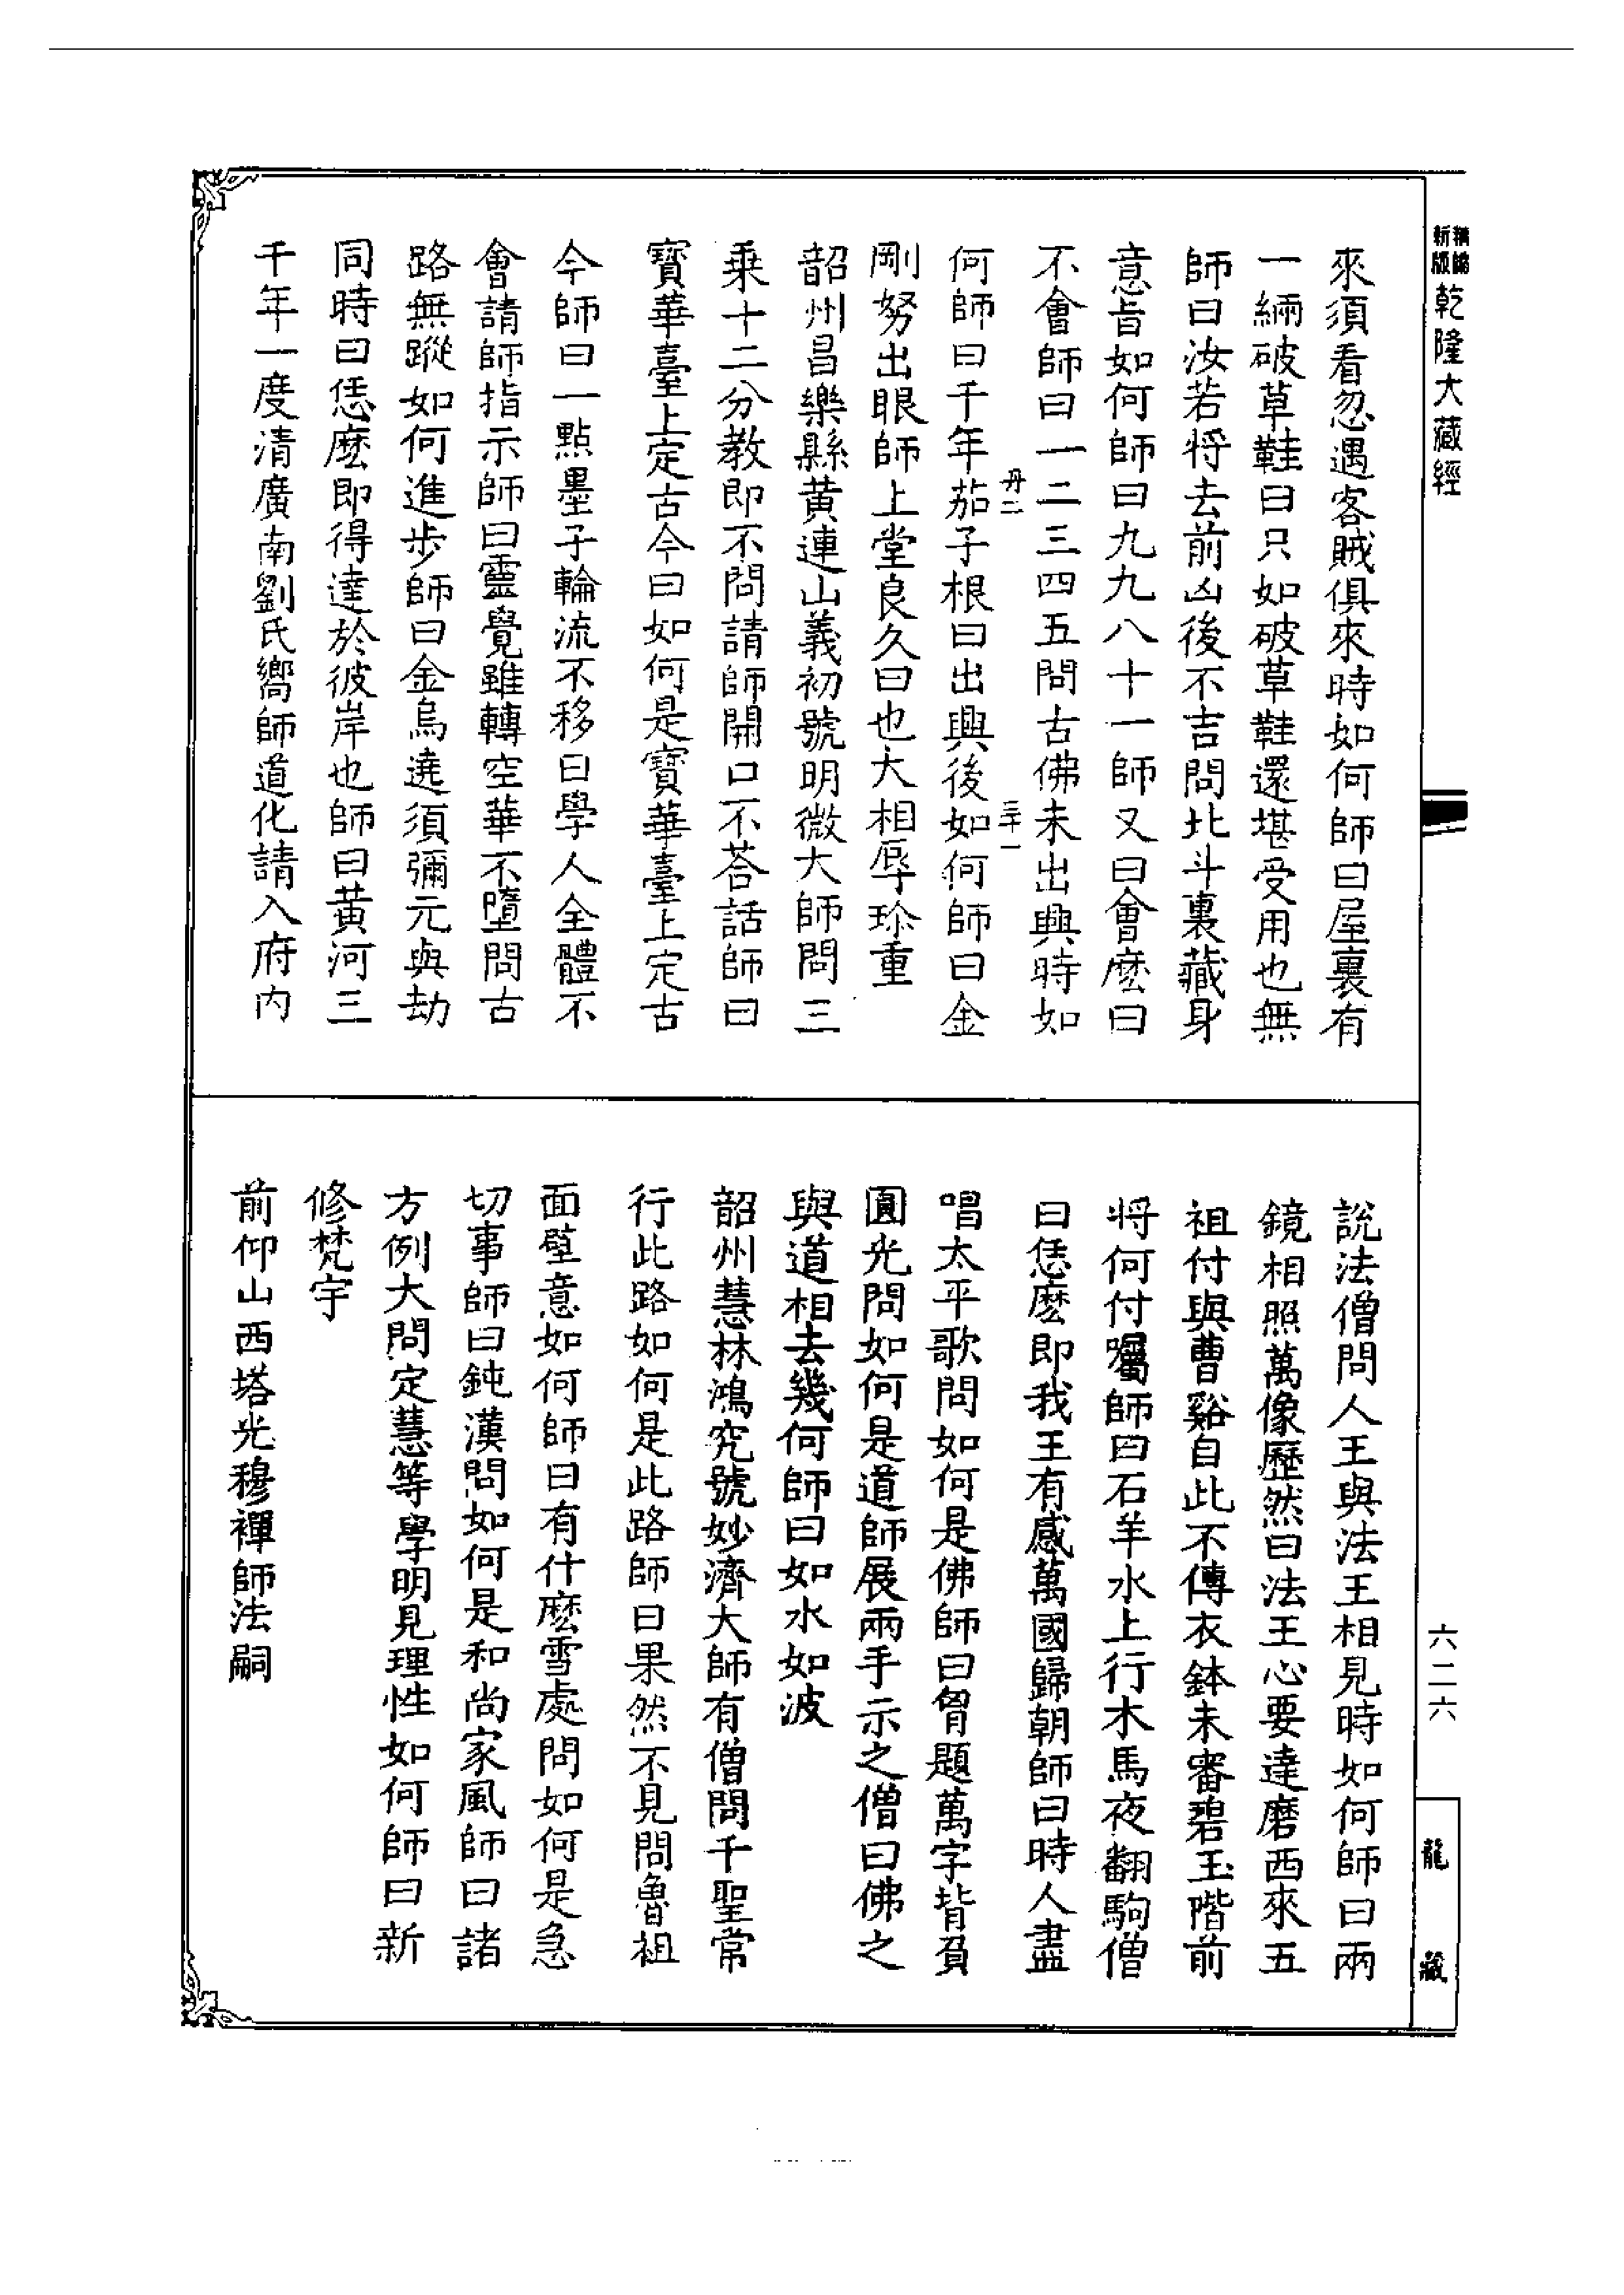 精縮
新版
乾隆大藏經
來須看忽遇客賊俱來時如何師曰屋裏有
一緉破草鞋曰只如破草鞋還堪受用也無
師曰汝若將去前凶後不吉問北斗裏藏身
意旨如何師曰九九八十一師又曰會麽曰
不會師曰一二三四五問古佛未出興時如
何師曰千年茄子根曰出興後如何師曰金
丹二
三十一
剛努出眼師上堂良久曰也大相辱珍重
韶州昌樂縣黄連山義初號明微大師問三
乗十二分教即不問請師開口不荅話師曰
寳華臺上定古今曰如何是寳華臺上定古
今師曰一點墨子輪流不移曰學人全體不
會請師指示師曰靈覺雖轉空華不墮問古
路無蹤如何進步師曰金烏遶須彌元與劫
同時曰恁麽即得達於彼岸也師曰黄河三
千年一度清廣南劉氏嚮師道化請入府内
說法僧問人王與法王相見時如何師曰兩
鏡相照萬像歷然曰法王心要達磨西來五
祖付與曹谿自此不傳衣鉢未審碧玉階前
將何付囑師曰石羊水上行木馬夜翻駒僧
曰恁麽即我王有感萬國歸朝師曰時人盡
唱太平歌問如何是佛師曰胷題萬字背負
圓光問如何是道師展兩手示之僧曰佛之
與道相去幾何師曰如水如波
韶州慧林鴻究號妙濟大師有僧問千聖常
行此路如何是此路師曰果然不見問魯祖
面壁意如何師曰有什麽雪處問如何是急
切事師曰鈍漢問如何是和尚家風師曰諸
方例大問定慧等學明見理性如何師曰新
修梵宇
前仰山西塔光穆禪師法嗣
六二六
龍藏